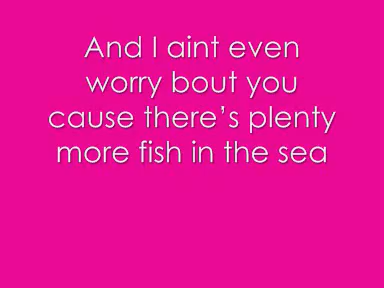 And I aint even
worry bout you
cause there’s plenty
more fish in the sea